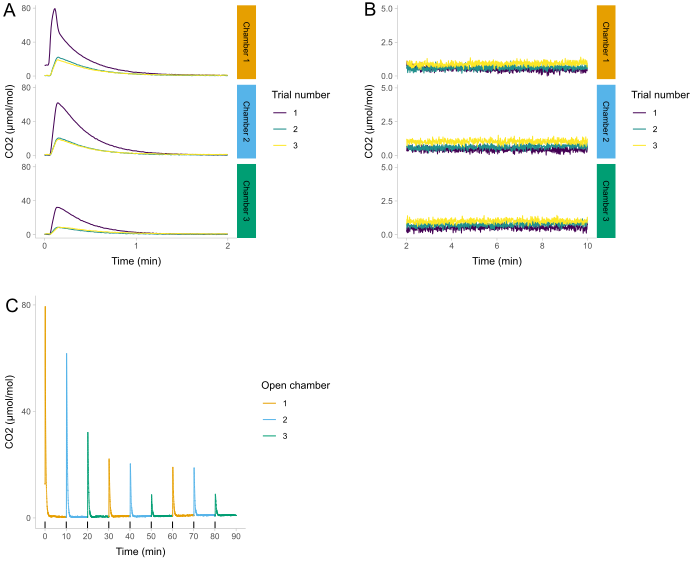 A
CO2 (μmol/mol)
80
40
0
Chamber 1
80
40
0
Chamber 2
80
40
0
Chamber 3
0
1
2
Time (min)
Trial number
1
2
3
B
CO2 (μmol/mol)
5.0
2.5
0.0
Chamber 1
5.0
2.5
0.0
Chamber 2
5.0
2.5
0.0
Chamber 3
2
4
6
8
10
Time (min)
Trial number
1
2
3
C
CO2 (μmol/mol)
80
40
0
0 10 20 30 40 50 60 70 80 90
Time (min)
Open chamber
1
2
3